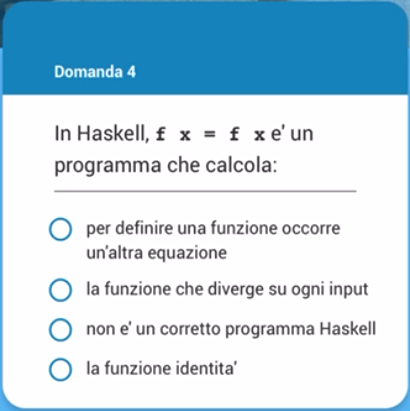 Domanda 4
In Haskell, f x = f x e' un
programma che calcola:
per definire una funzione occorre
un'altra equazione
la funzione che diverge su ogni input
non e' un corretto programma Haskell
la funzione identita'